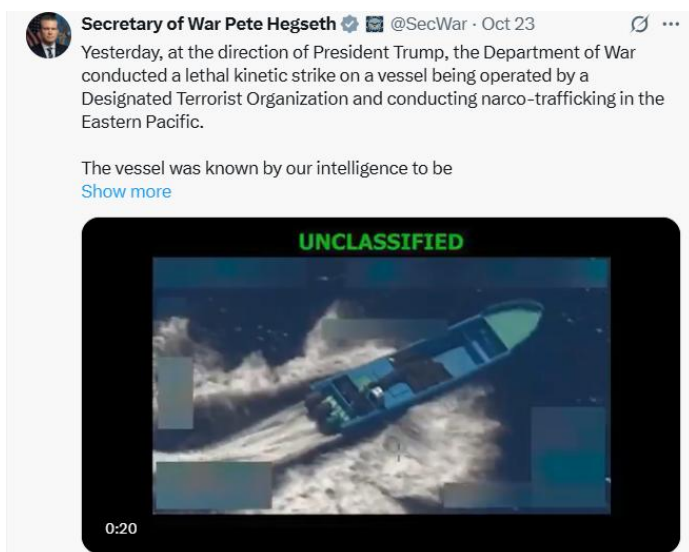 Secretary of War Pete Hegseth @SecWar · Oct 23
Yesterday, at the direction of President Trump, the Department of War
conducted a lethal kinetic strike on a vessel being operated by a
Designated Terrorist Organization and conducting narco-trafficking in the
Eastern Pacific.
The vessel was known by our intelligence to be
Show more
UNCLASSIFIED
0:20